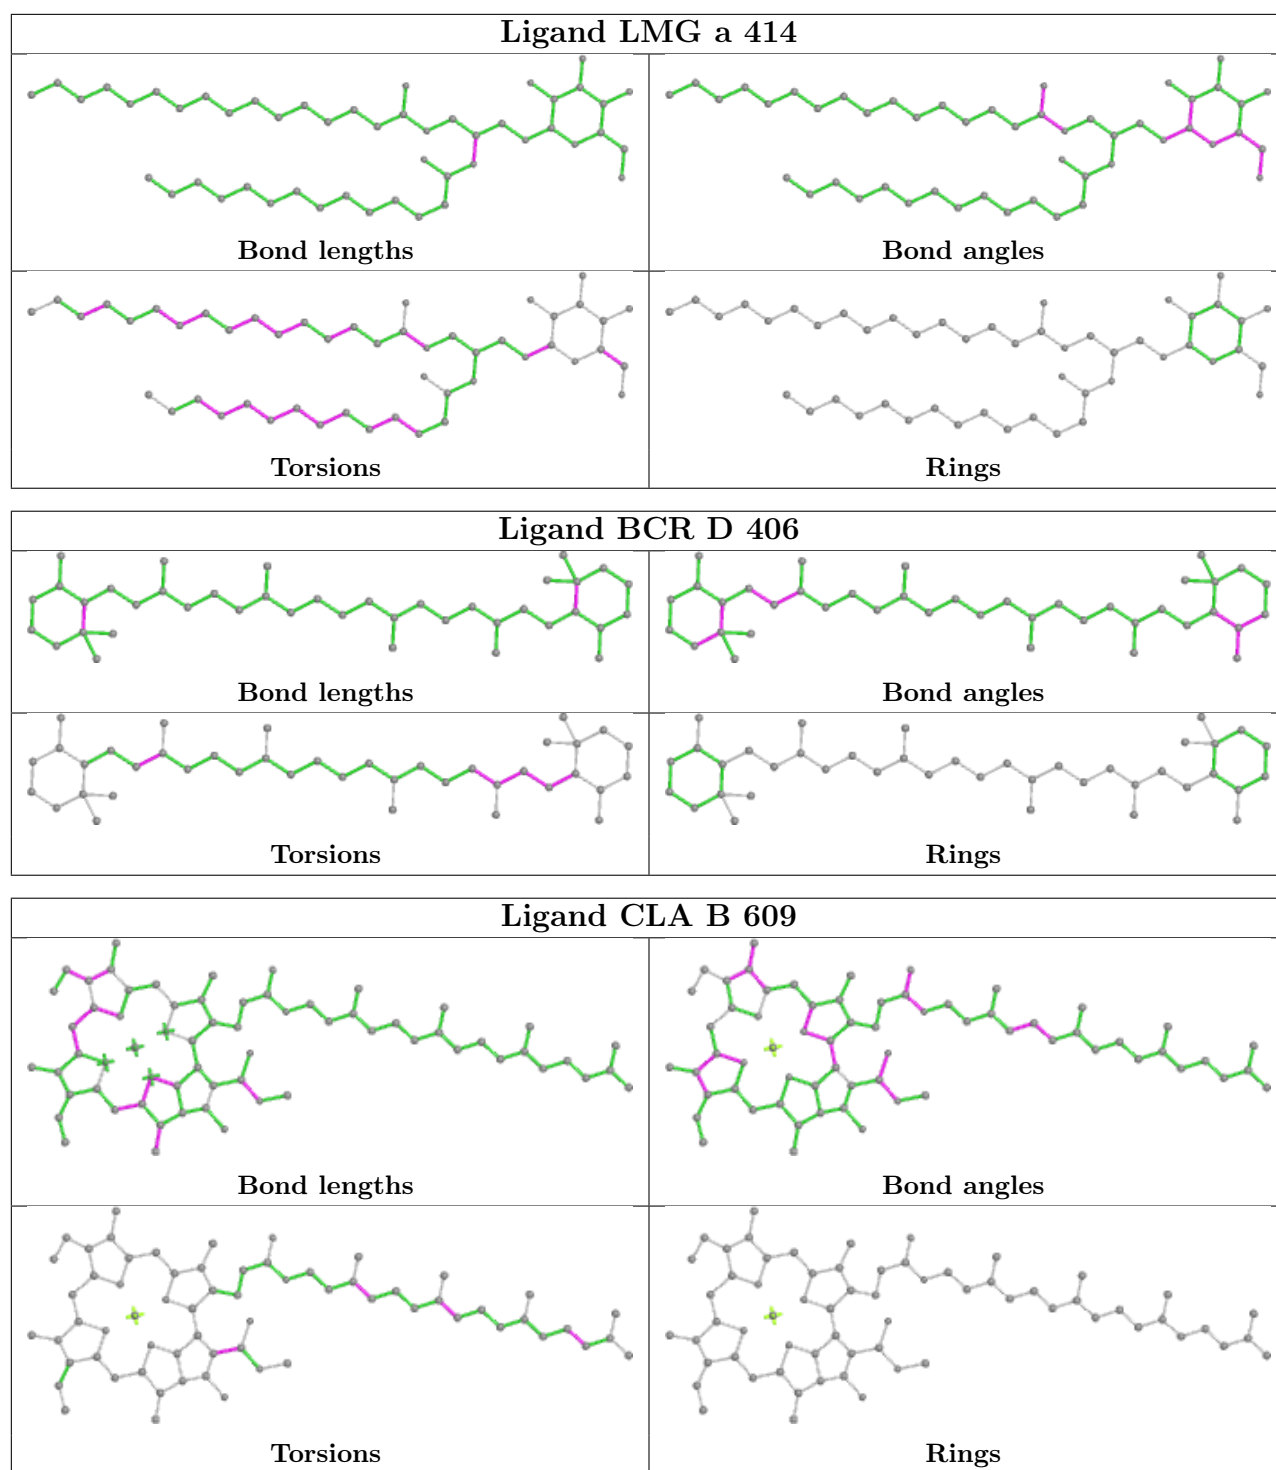 Ligand LMG a 414
Bond lengths
Bond angles
Torsions
Rings
Ligand BCR D 406
Bond lengths
Bond angles
Torsions
Rings
Ligand CLA B 609
Bond lengths
Bond angles
Torsions
Rings